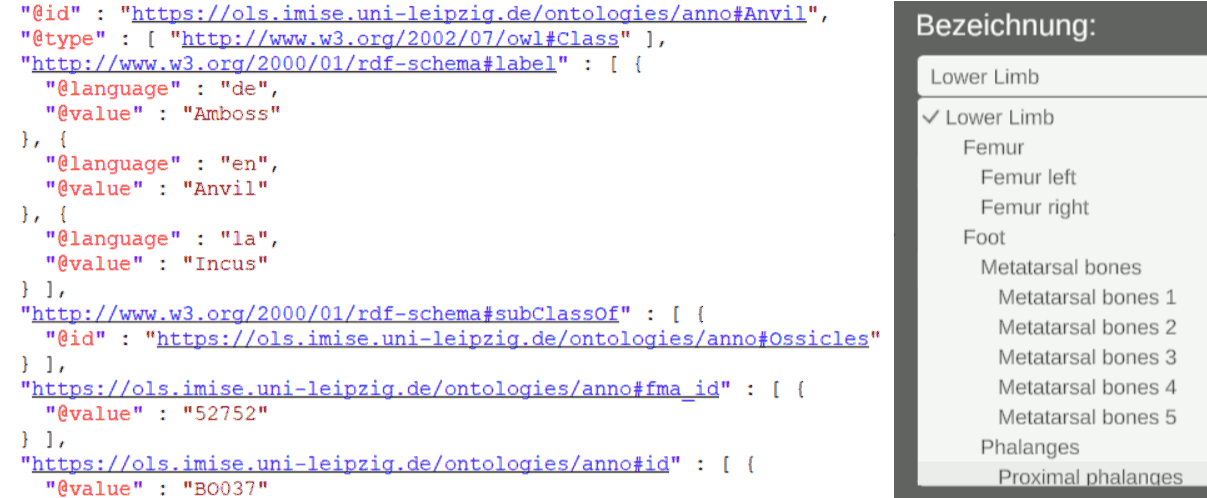 "@id" : "https://ols.imise.uni-leipzig.de/ontologies/anno#Anvil",
"@type" : [ "http://www.w3.org/2002/07/owl#Class" ],
"http://www.w3.org/2000/01/rdf-schema#label" : [ {
"@language" : "de",
"@value" : "Amboss"
}, {
"@language" : "en",
"@value" : "Anvil"
}, {
"@language" : "la",
"@value" : "Incus"
} ],
"http://www.w3.org/2000/01/rdf-schema#subClassOf" : [ {
"@id" : "https://ols.imise.uni-leipzig.de/ontologies/anno#Ossicles"
} ],
"https://ols.imise.uni-leipzig.de/ontologies/anno#fma_id" : [ {
"@value" : "52752"
} ],
"https://ols.imise.uni-leipzig.de/ontologies/anno#id" : [ {
"@value" : "BO037"
Bezeichnung:
Lower Limb
✓ Lower Limb
Femur
Femur left
Femur right
Foot
Metatarsal bones
Metatarsal bones 1
Metatarsal bones 2
Metatarsal bones 3
Metatarsal bones 4
Metatarsal bones 5
Phalanges
Proximal phalanges